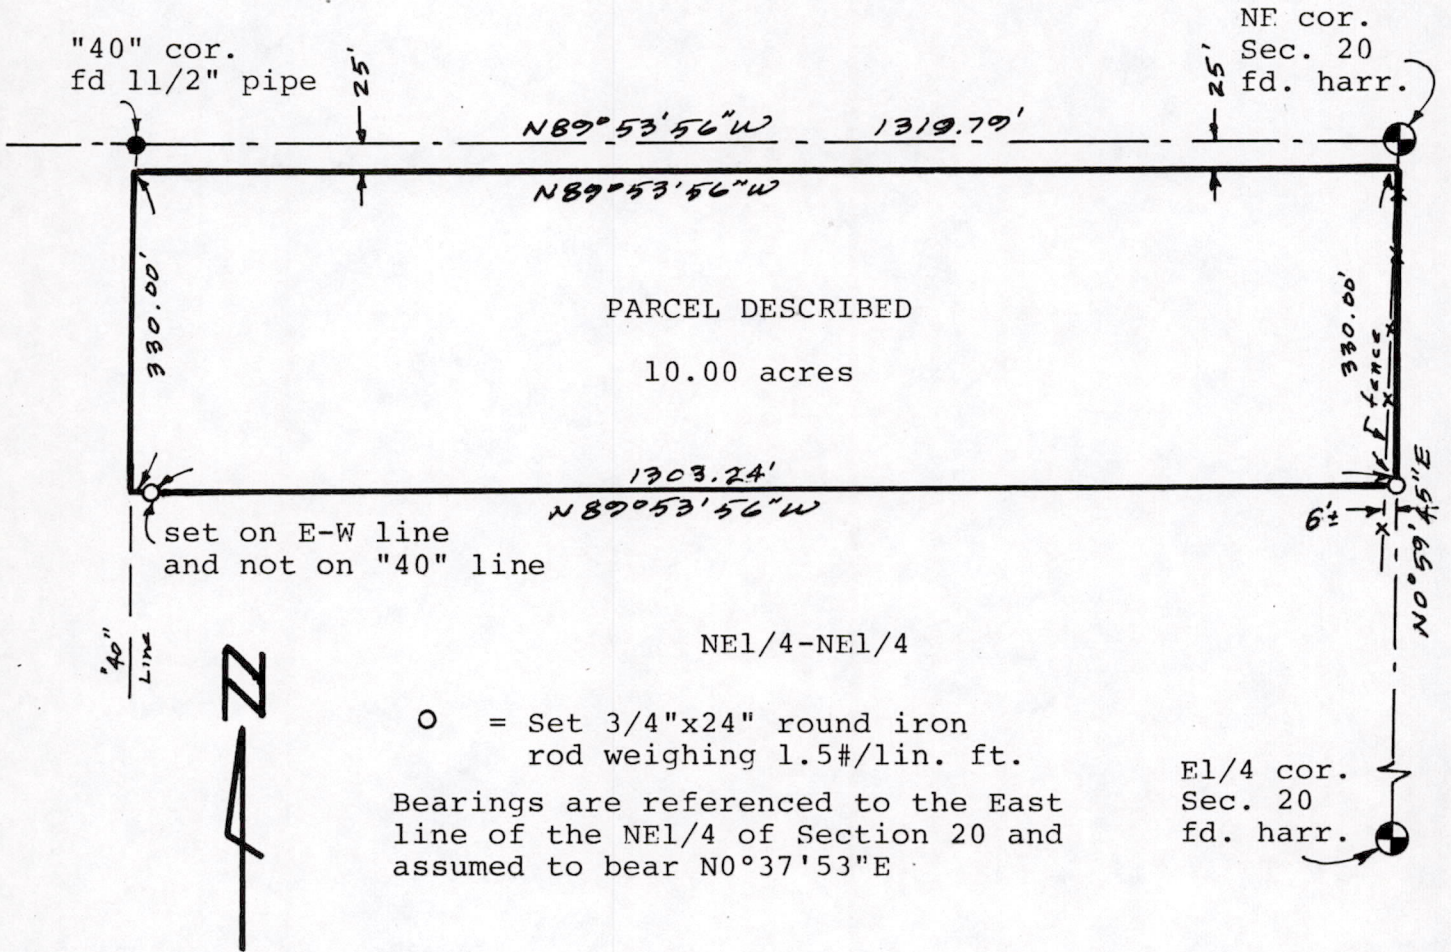 "40" cor.
fd 11/2" pipe
25'
25'
NE cor.
Sec. 20
fd. harr.
N89°53'56"W 1319.79'
N89°53'56"W
330.00'
PARCEL DESCRIBED
10.00 acres
330.00'
fence
1303.24'
N89°53'56"W
6'±
N0°59'45"E
set on E-W line
and not on "40" line
"40"
Line
N
NE1/4-NE1/4
= Set 3/4"x24" round iron
rod weighing 1.5#/lin. ft.
Bearings are referenced to the East
line of the NE1/4 of Section 20 and
assumed to bear N0°37'53"E
E1/4 cor.
Sec. 20
fd. harr.